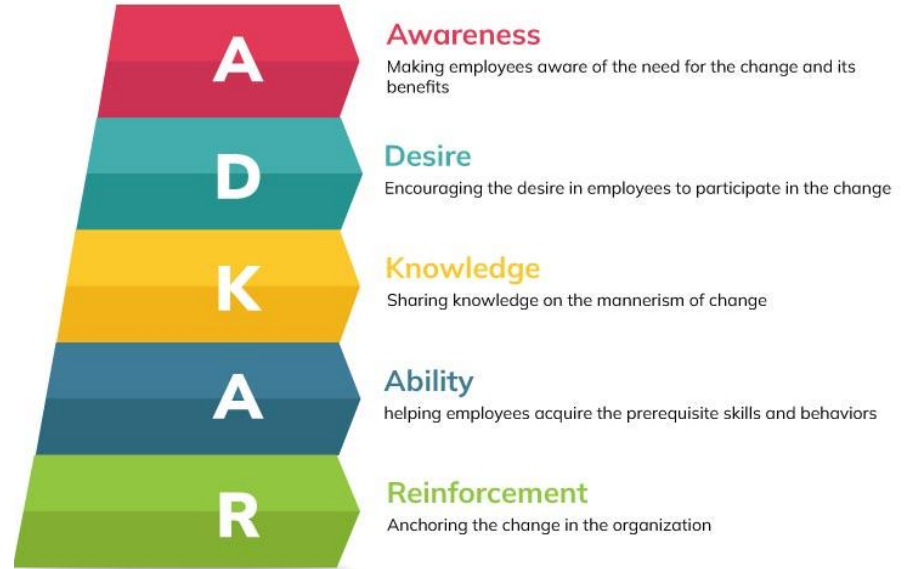 A
Awareness
Making employees aware of the need for the change and its
benefits
D
Desire
Encouraging the desire in employees to participate in the change
K
Knowledge
Sharing knowledge on the mannerism of change
A
Ability
helping employees acquire the prerequisite skills and behaviors
R
Reinforcement
Anchoring the change in the organization